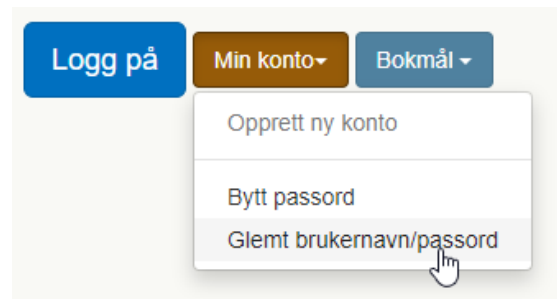 Logg på Min konto Bokmål
Opprett ny konto
Bytt passord
Glemt brukernavn/passord